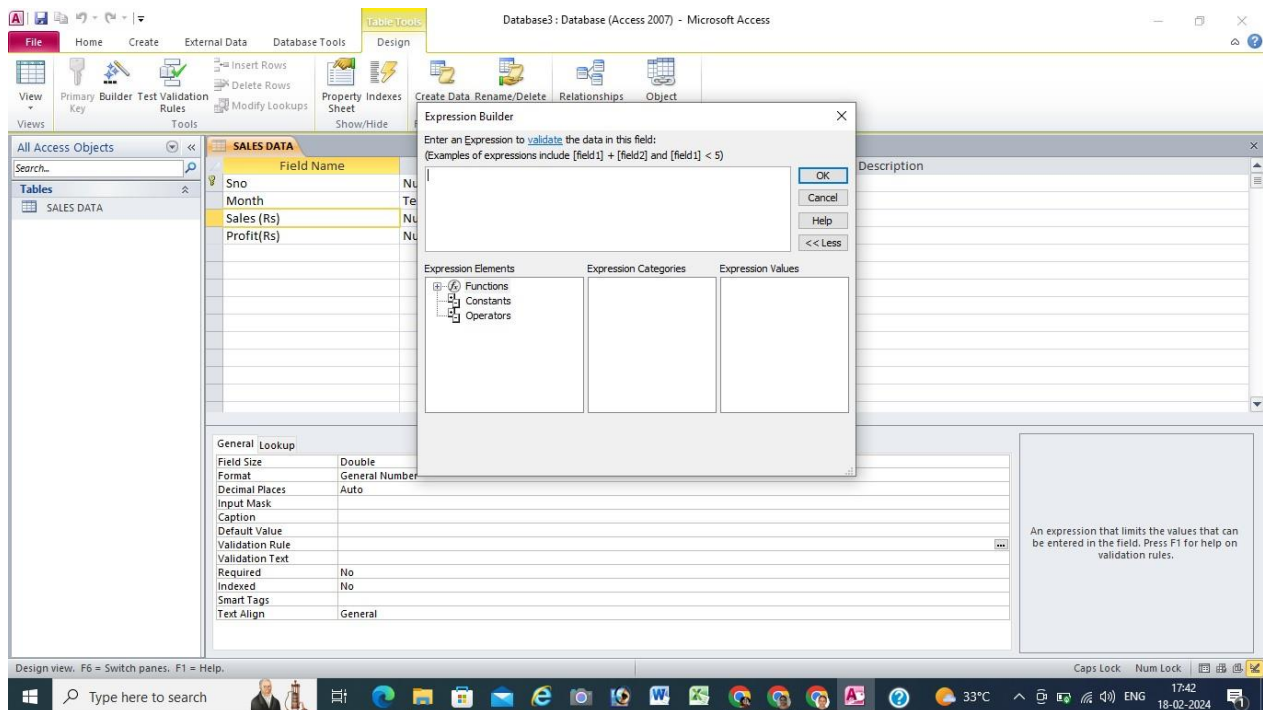 Table Tools
Database3 : Database (Access 2007) - Microsoft Access
File Home Create External Data Database Tools Design
View
Primary Key
Builder
Test Validation Rules
Insert Rows
Delete Rows
Modify Lookups
Property Sheet
Indexes
Create Data
Rename/Delete
Relationships
Object
Views
Tools
Show/Hide
All Access Objects
Search...
Tables
SALES DATA
SALES DATA
Field Name
Description
Sno Nu
Month Te
Sales (Rs) Nu
Profit(Rs) Nu
Expression Builder
Enter an Expression to validate the data in this field:
(Examples of expressions include [field1] + [field2] and [field1] < 5)
OK
Cancel
Help
<< Less
Expression Elements Expression Categories Expression Values
Functions
Constants
Operators
General Lookup
Field Size Double
Format General Number
Decimal Places Auto
Input Mask
Caption
Default Value
Validation Rule
Validation Text
Required No
Indexed No
Smart Tags
Text Align General
An expression that limits the values that can
be entered in the field. Press F1 for help on
validation rules.
Design view. F6 = Switch panes. F1 = Help.
Caps Lock Num Lock
Type here to search
33°C
ENG
17:42
18-02-2024